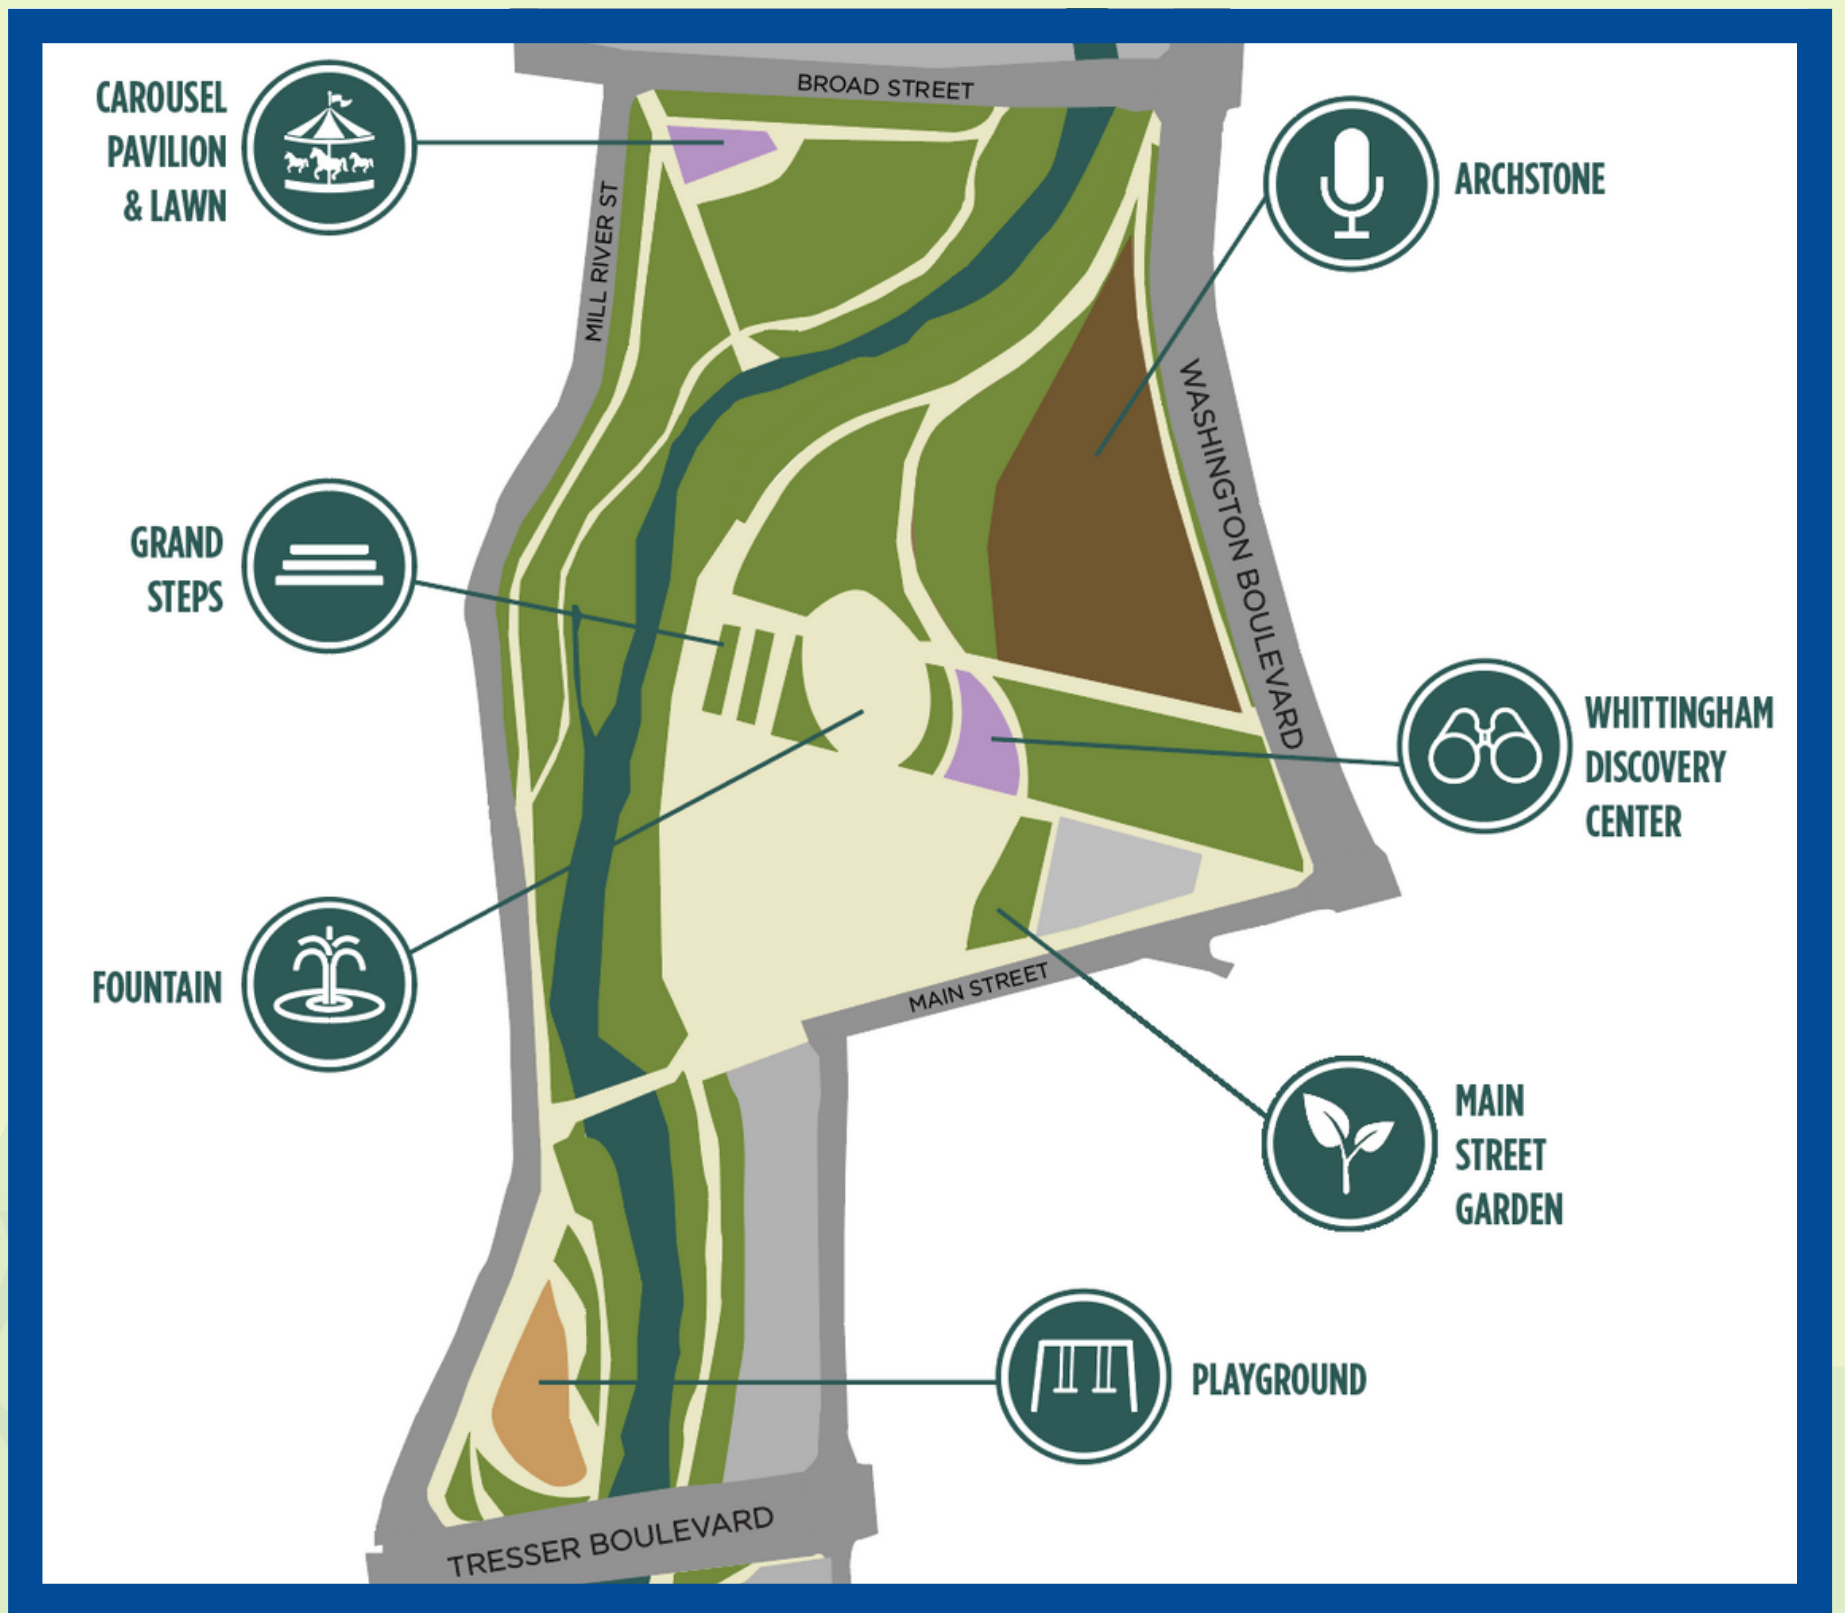 BROAD STREET
CAROUSEL
PAVILION
& LAWN
ARCHSTONE
MILL RIVER ST
WASHINGTON BOULEVARD
GRAND
STEPS
WHITTINGHAM
DISCOVERY
CENTER
FOUNTAIN
MAIN STREET
MAIN
STREET
GARDEN
PLAYGROUND
TRESSER BOULEVARD